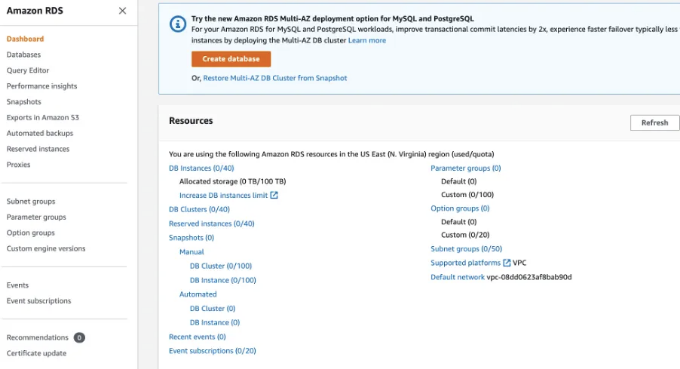 Amazon RDS
Dashboard
Databases
Query Editor
Performance insights
Snapshots
Exports in Amazon S3
Automated backups
Reserved instances
Proxies
Subnet groups
Parameter groups
Option groups
Custom engine versions
Events
Event subscriptions
Recommendations 0
Certificate update
Try the new Amazon RDS Multi-AZ deployment option for MySQL and PostgreSQL
For your Amazon RDS for MySQL and PostgreSQL workloads, improve transactional commit latencies by 2x, experience faster failover typically less
instances by deploying the Multi-AZ DB cluster Learn more
Create database
Or, Restore Multi-AZ DB Cluster from Snapshot
Resources
Refresh
You are using the following Amazon RDS resources in the US East (N. Virginia) region (used/quota)
DB Instances (0/40)
Allocated storage (0 TB/100 TB)
Increase DB instances limit
DB Clusters (0/40)
Reserved instances (0/40)
Snapshots (0)
Manual
DB Cluster (0/100)
DB Instance (0/100)
Automated
DB Cluster (0)
DB Instance (0)
Recent events (0)
Event subscriptions (0/20)
Parameter groups (0)
Default (0)
Custom (0/100)
Option groups (0)
Default (0)
Custom (0/20)
Subnet groups (0/50)
Supported platforms VPC
Default network vpc-08dd0623af8bab90d